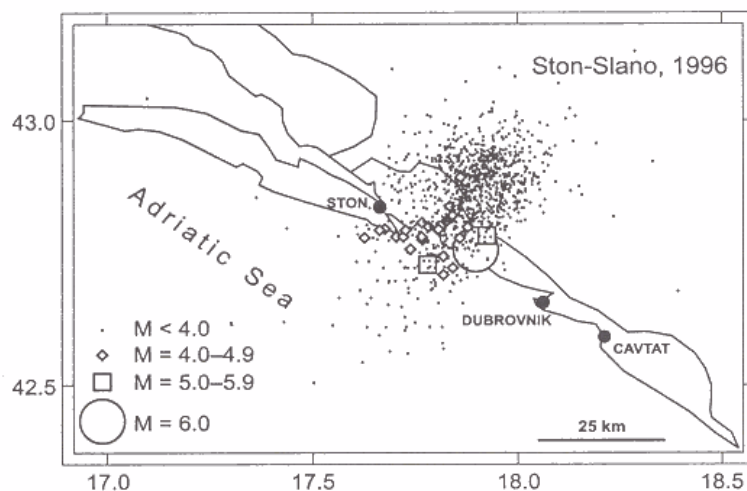 Ston-Slano, 1996
43.0
STON
Adriatic Sea
M < 4.0
M = 4.0–4.9
DUBROVNIK
M = 5.0–5.9
CAVTAT
42.5
M = 6.0
25 km
17.0 17.5 18.0 18.5